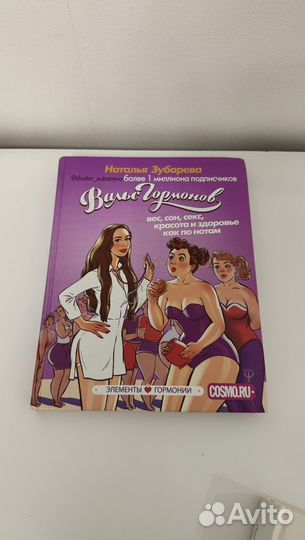 Наталья Зубарева
@doctor_zubareva более 1 миллиона подписчиков
Вальс Гормонов
вес, сон, секс,
красота и здоровье
как по нотам
ЭЛЕМЕНТЫ ГОРМОНИИ
COSMO.RU
Avito